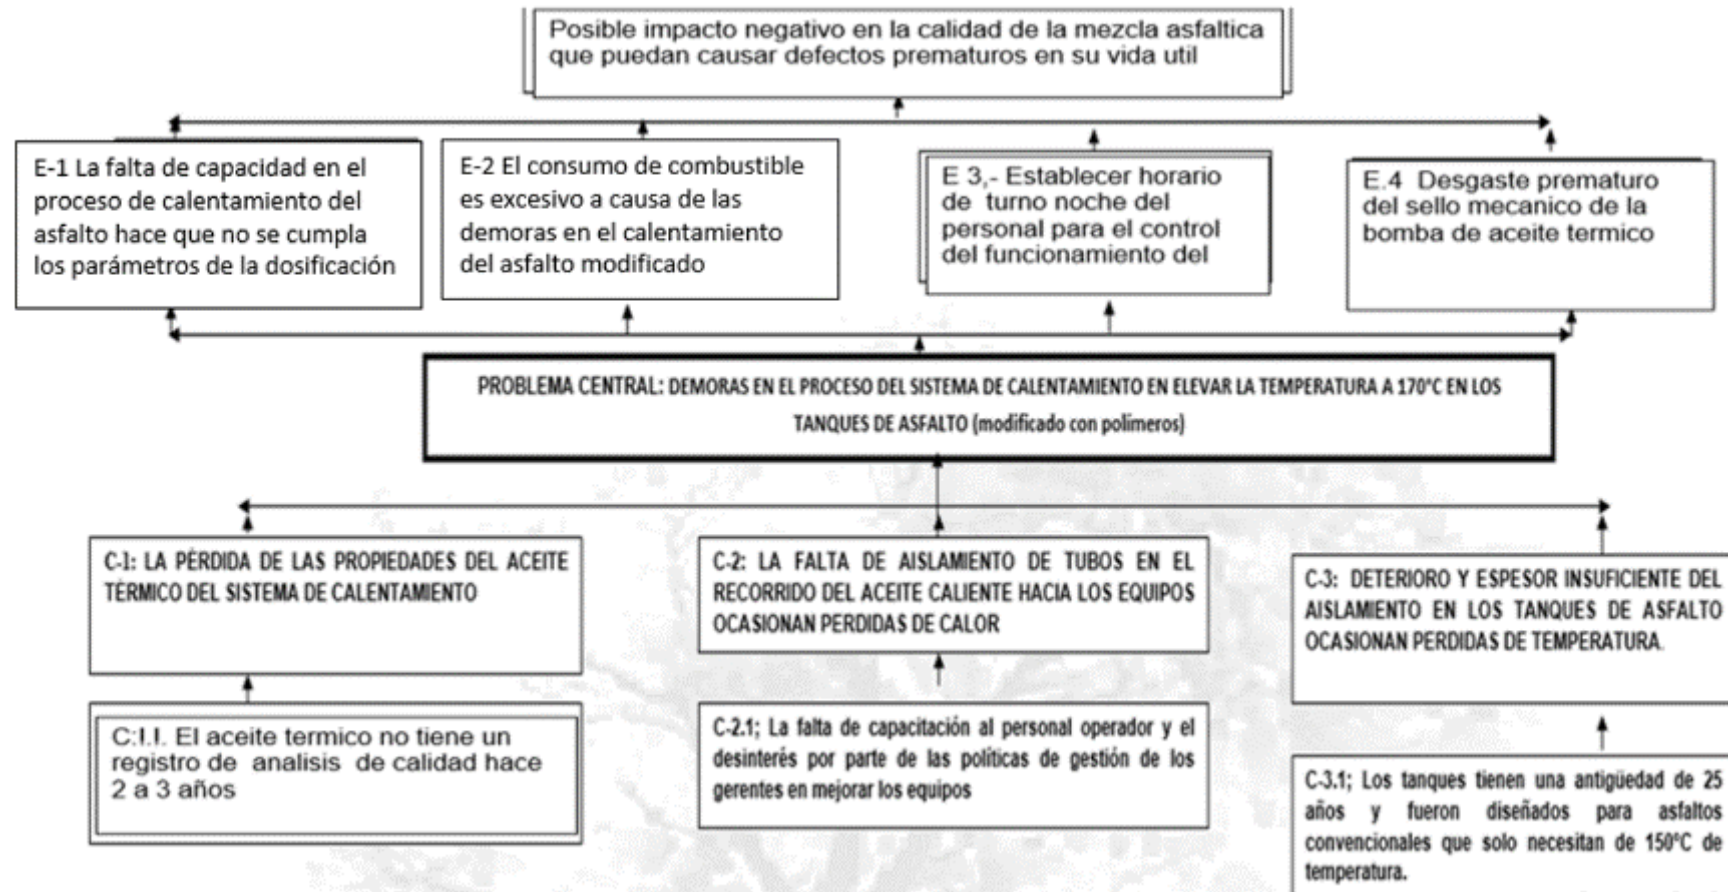 Posible impacto negativo en la calidad de la mezcla asfaltica
que puedan causar defectos prematuros en su vida util
E-1 La falta de capacidad en el
proceso de calentamiento del
asfalto hace que no se cumpla
los parámetros de la dosificación
E-2 El consumo de combustible
es excesivo a causa de las
demoras en el calentamiento
del asfalto modificado
E 3,- Establecer horario
de turno noche del
personal para el control
del funcionamiento del
E.4 Desgaste prematuro
del sello mecanico de la
bomba de aceite termico
PROBLEMA CENTRAL: DEMORAS EN EL PROCESO DEL SISTEMA DE CALENTAMIENTO EN ELEVAR LA TEMPERATURA A 170°C EN LOS
TANQUES DE ASFALTO (modificado con polimeros)
C-I: LA PÉRDIDA DE LAS PROPIEDADES DEL ACEITE
TÉRMICO DEL SISTEMA DE CALENTAMIENTO
C-2: LA FALTA DE AISLAMIENTO DE TUBOS EN EL
RECORRIDO DEL ACEITE CALIENTE HACIA LOS EQUIPOS
OCASIONAN PERDIDAS DE CALOR
C-3: DETERIORO Y ESPESOR INSUFICIENTE DEL
AISLAMIENTO EN LOS TANQUES DE ASFALTO
OCASIONAN PERDIDAS DE TEMPERATURA.
C:I.I. El aceite termico no tiene un
registro de analisis de calidad hace
2 a 3 años
C-2.1; La falta de capacitación al personal operador y el
desinterés por parte de las políticas de gestión de los
gerentes en mejorar los equipos
C-3.1; Los tanques tienen una antigüedad de 25
años y fueron diseñados para asfaltos
convencionales que solo necesitan de 150°C de
temperatura.